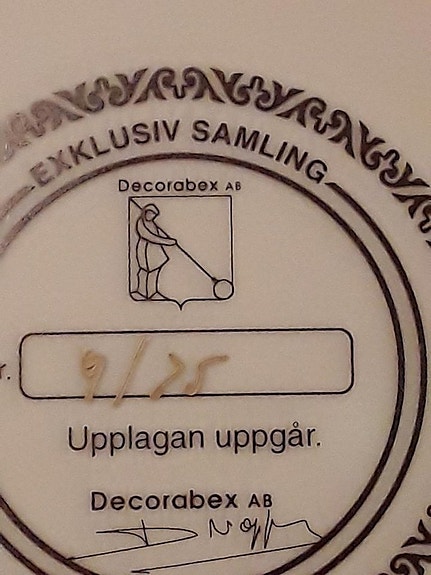 EXKLUSIV SAMLING
Decorabex AB
r. 9/25
Upplagan uppgår.
Decorabex AB